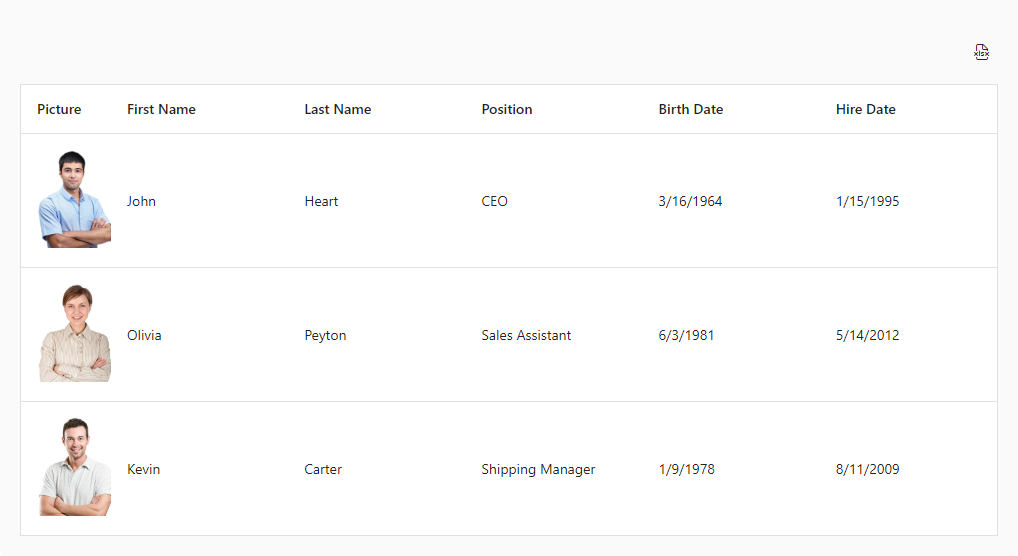 xlsx
Picture First Name Last Name Position Birth Date Hire Date
John Heart CEO 3/16/1964 1/15/1995
Olivia Peyton Sales Assistant 6/3/1981 5/14/2012
Kevin Carter Shipping Manager 1/9/1978 8/11/2009